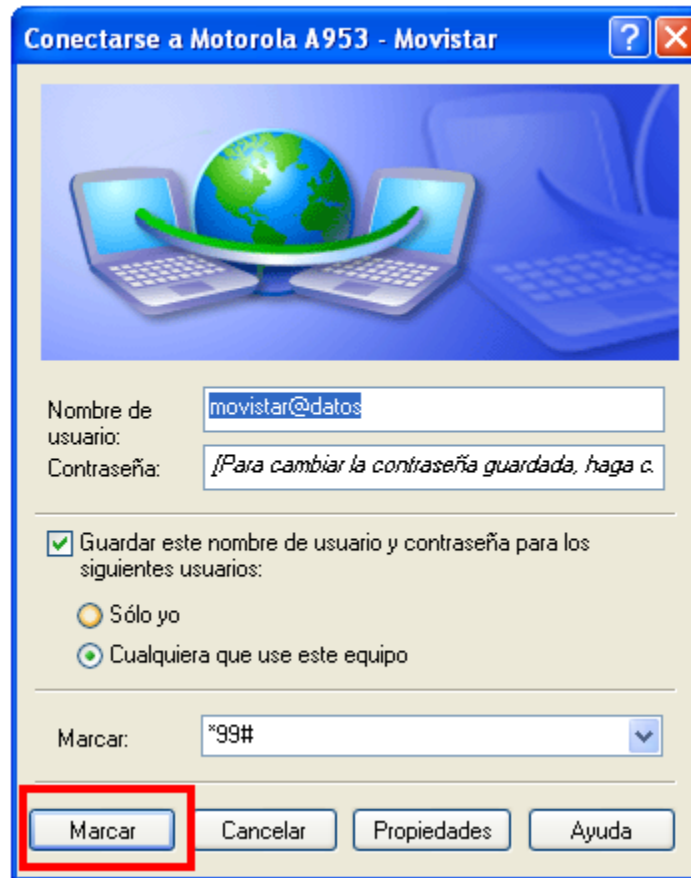 Conectarse a Motorola A953 - Movistar
Nombre de
usuario:
movistar@datos
Contraseña:
[Para cambiar la contraseña guardada, haga c.
Guardar este nombre de usuario y contraseña para los
siguientes usuarios:
Sólo yo
Cualquiera que use este equipo
Marcar:
*99#
Marcar
Cancelar
Propiedades
Ayuda